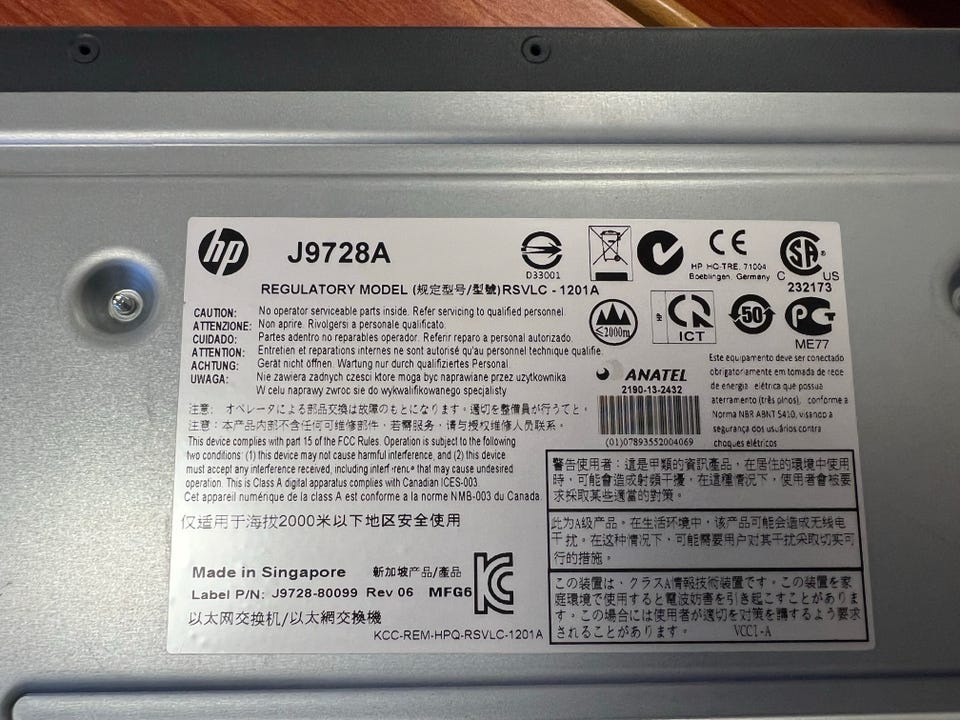 hp
J9728A
D33001
HP HC-TRE, 71004
Boeblingen, Germany
C US
232173
REGULATORY MODEL (规定型号/型號)RSVLC - 1201A
CAUTION: No operator serviceable parts inside. Refer servicing to qualified personnel
ATTENZIONE: Non aprire. Rivolgersi a personale qualificato.
CUIDADO: Partes adentro no reparables operador. Referir reparo a personal autorizado.
ATTENTION: Entretien et reparations internes ne sont autorisé qu'au personnel technique qualifie.
ACHTUNG: Gerät nicht öffnen. Wartung nur durch qualifiziertes Personal.
UWAGA: Nie zawiera zadnych czesci ktore moga byc naprawiane przez uzytkownika
W celu naprawy zwroc sie do wykwalifikowanego specjalisty
注意: オペレータによる部品交換は故障のもとになります。適切を整備員が行うてと。
注意：本产品内部不含任何可维修部件，若需服务，请与授权维修人员联系。
This device complies with part 15 of the FCC Rules. Operation is subject to the following
two conditions: (1) this device may not cause harmful interference, and (2) this device
must accept any interference received, including interference that may cause undesired
operation. This is Class A digital apparatus complies with Canadian ICES-003.
Cet appareil numérique de la class A est conforme a la norme NMB-003 du Canada.
仅适用于海拔2000米以下地区安全使用
Made in Singapore 新加坡产品/產品
Label P/N: J9728-80099 Rev 06 MFG6
以太网交换机/以太網交換機
KCC-REM-HPQ-RSVLC-1201A
≤2000m
ICT
50
ME77
ANATEL
2190-13-2432
(01)07893552004069
Este equipamento deve ser conectado
obrigatoriamente em tomada de rede
de energia elétrica que possua
aterramento (três pinos), conforme a
Norma NBR ABNT 5410, visando a
segurança dos usuários contra
choques elétricos
警告使用者：這是甲類的資訊產品，在居住的環境中使用
時，可能會造成射頻干擾，在這種情況下，使用者會被要
求採取某些適當的對策。
此为A级产品。在生活环境中，该产品可能会造成无线电
干扰。在这种情况下，可能需要用户对其干扰采取切实可
行的措施。
この装置は、クラスA情報技術装置です。この装置を家
庭環境で使用すると電波妨害を引き起こすことがありま
す。この場合には使用者が適切を対策を講するよう要求
されることがあります。 VCCI-A